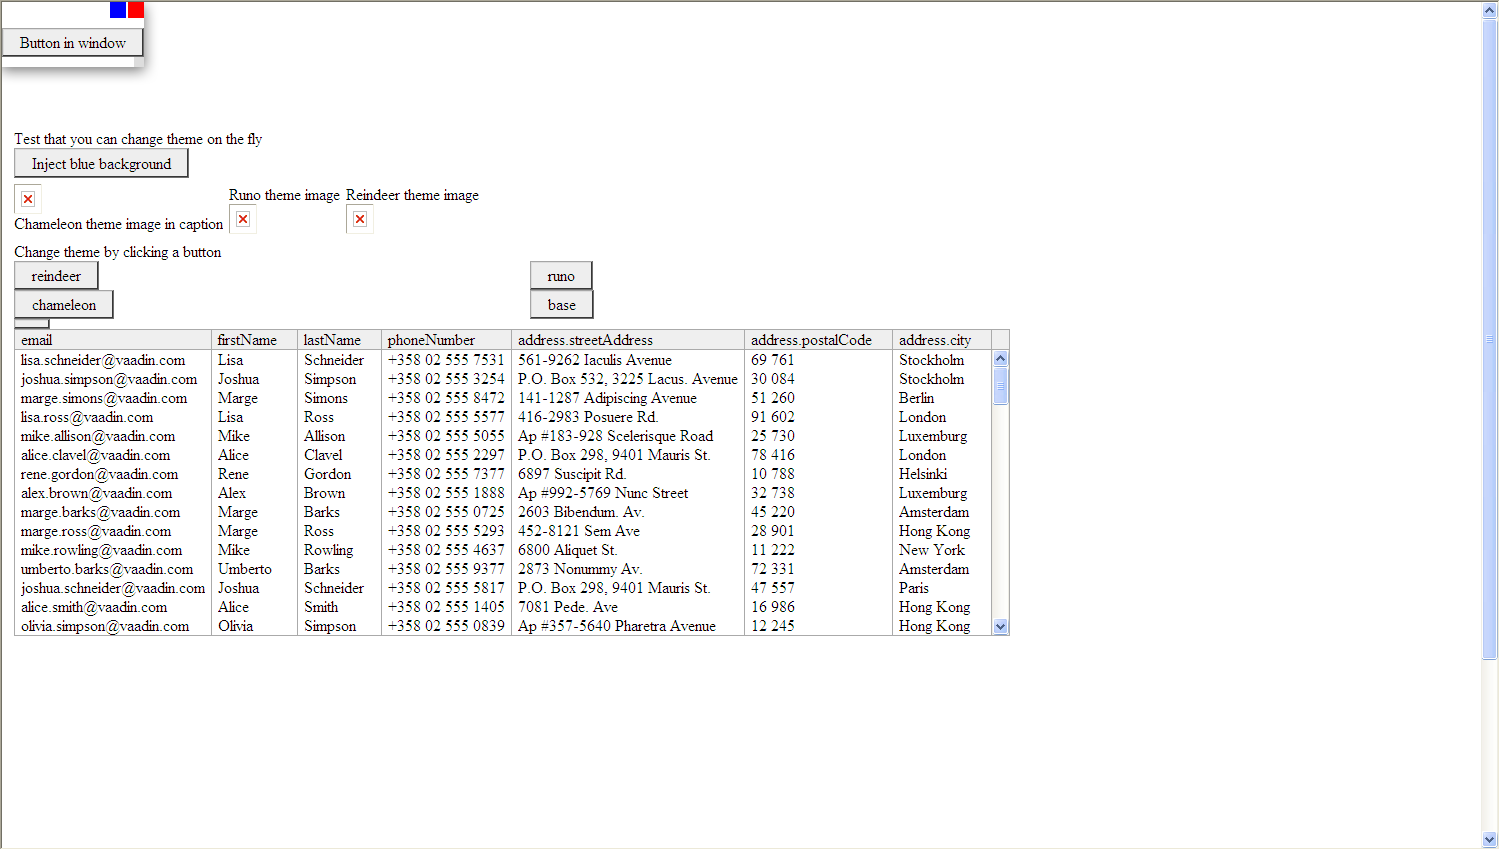 Button in window
Test that you can change theme on the fly
Inject blue background
Runo theme image Reindeer theme image
Chameleon theme image in caption
Change theme by clicking a button
reindeer runo
chameleon base
email firstName lastName phoneNumber address.streetAddress address.postalCode address.city
lisa.schneider@vaadin.com Lisa Schneider +358 02 555 7531 561-9262 Iaculis Avenue 69 761 Stockholm
joshua.simpson@vaadin.com Joshua Simpson +358 02 555 3254 P.O. Box 532, 3225 Lacus. Avenue 30 084 Stockholm
marge.simons@vaadin.com Marge Simons +358 02 555 8472 141-1287 Adipiscing Avenue 51 260 Berlin
lisa.ross@vaadin.com Lisa Ross +358 02 555 5577 416-2983 Posuere Rd. 91 602 London
mike.allison@vaadin.com Mike Allison +358 02 555 5055 Ap #183-928 Scelerisque Road 25 730 Luxemburg
alice.clavel@vaadin.com Alice Clavel +358 02 555 2297 P.O. Box 298, 9401 Mauris St. 78 416 London
rene.gordon@vaadin.com Rene Gordon +358 02 555 7377 6897 Suscipit Rd. 10 788 Helsinki
alex.brown@vaadin.com Alex Brown +358 02 555 1888 Ap #992-5769 Nunc Street 32 738 Luxemburg
marge.barks@vaadin.com Marge Barks +358 02 555 0725 2603 Bibendum. Av. 45 220 Amsterdam
marge.ross@vaadin.com Marge Ross +358 02 555 5293 452-8121 Sem Ave 28 901 Hong Kong
mike.rowling@vaadin.com Mike Rowling +358 02 555 4637 6800 Aliquet St. 11 222 New York
umberto.barks@vaadin.com Umberto Barks +358 02 555 9377 2873 Nonummy Av. 72 331 Amsterdam
joshua.schneider@vaadin.com Joshua Schneider +358 02 555 5817 P.O. Box 298, 9401 Mauris St. 47 557 Paris
alice.smith@vaadin.com Alice Smith +358 02 555 1405 7081 Pede. Ave 16 986 Hong Kong
olivia.simpson@vaadin.com Olivia Simpson +358 02 555 0839 Ap #357-5640 Pharetra Avenue 12 245 Hong Kong